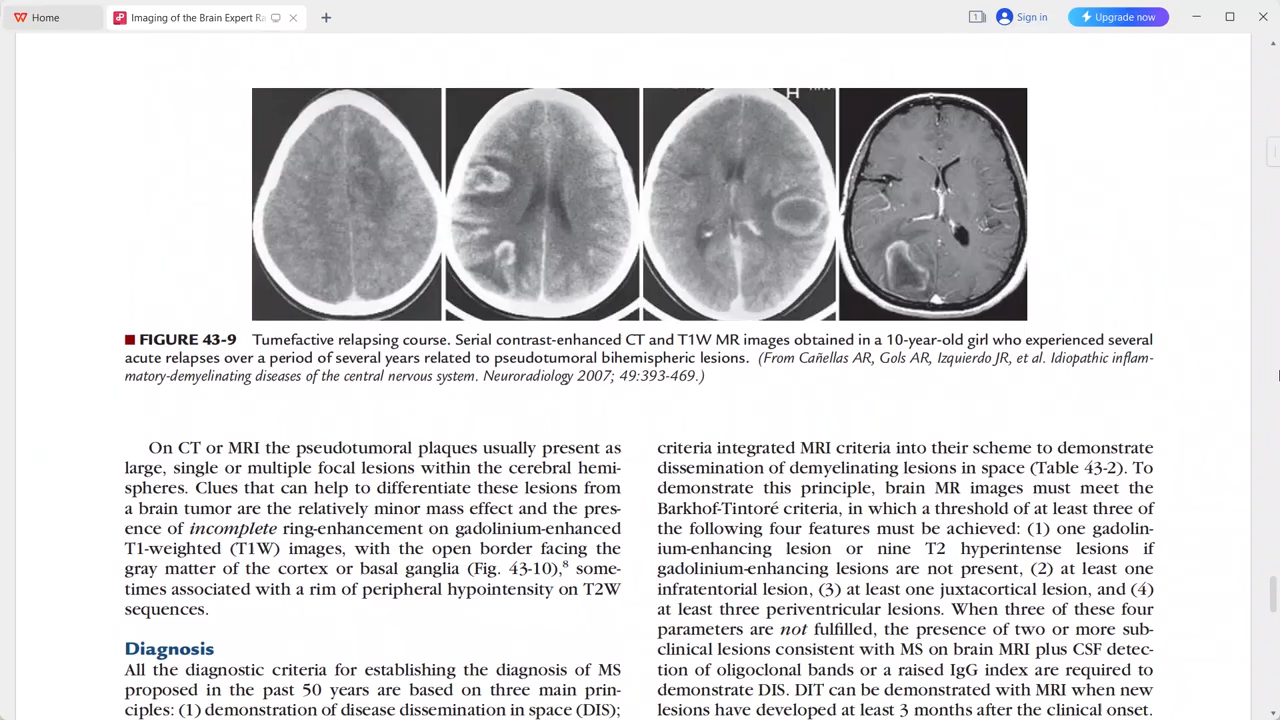 Home
Imaging of the Brain Expert Ra
1
Sign in
Upgrade now
H
■ FIGURE 43-9 Tumefactive relapsing course. Serial contrast-enhanced CT and T1W MR images obtained in a 10-year-old girl who experienced several
acute relapses over a period of several years related to pseudotumoral bihemispheric lesions. (From Cañellas AR, Gols AR, Izquierdo JR, et al. Idiopathic inflam-
matory-demyelinating diseases of the central nervous system. Neuroradiology 2007; 49:393-469.)
On CT or MRI the pseudotumoral plaques usually present as
large, single or multiple focal lesions within the cerebral hemi-
spheres. Clues that can help to differentiate these lesions from
a brain tumor are the relatively minor mass effect and the pres-
ence of incomplete ring-enhancement on gadolinium-enhanced
T1-weighted (T1W) images, with the open border facing the
gray matter of the cortex or basal ganglia (Fig. 43-10),⁸ some-
times associated with a rim of peripheral hypointensity on T2W
sequences.
Diagnosis
All the diagnostic criteria for establishing the diagnosis of MS
proposed in the past 50 years are based on three main prin-
ciples: (1) demonstration of disease dissemination in space (DIS);
criteria integrated MRI criteria into their scheme to demonstrate
dissemination of demyelinating lesions in space (Table 43-2). To
demonstrate this principle, brain MR images must meet the
Barkhof-Tintoré criteria, in which a threshold of at least three of
the following four features must be achieved: (1) one gadolin-
ium-enhancing lesion or nine T2 hyperintense lesions if
gadolinium-enhancing lesions are not present, (2) at least one
infratentorial lesion, (3) at least one juxtacortical lesion, and (4)
at least three periventricular lesions. When three of these four
parameters are not fulfilled, the presence of two or more sub-
clinical lesions consistent with MS on brain MRI plus CSF detec-
tion of oligoclonal bands or a raised IgG index are required to
demonstrate DIS. DIT can be demonstrated with MRI when new
lesions have developed at least 3 months after the clinical onset.